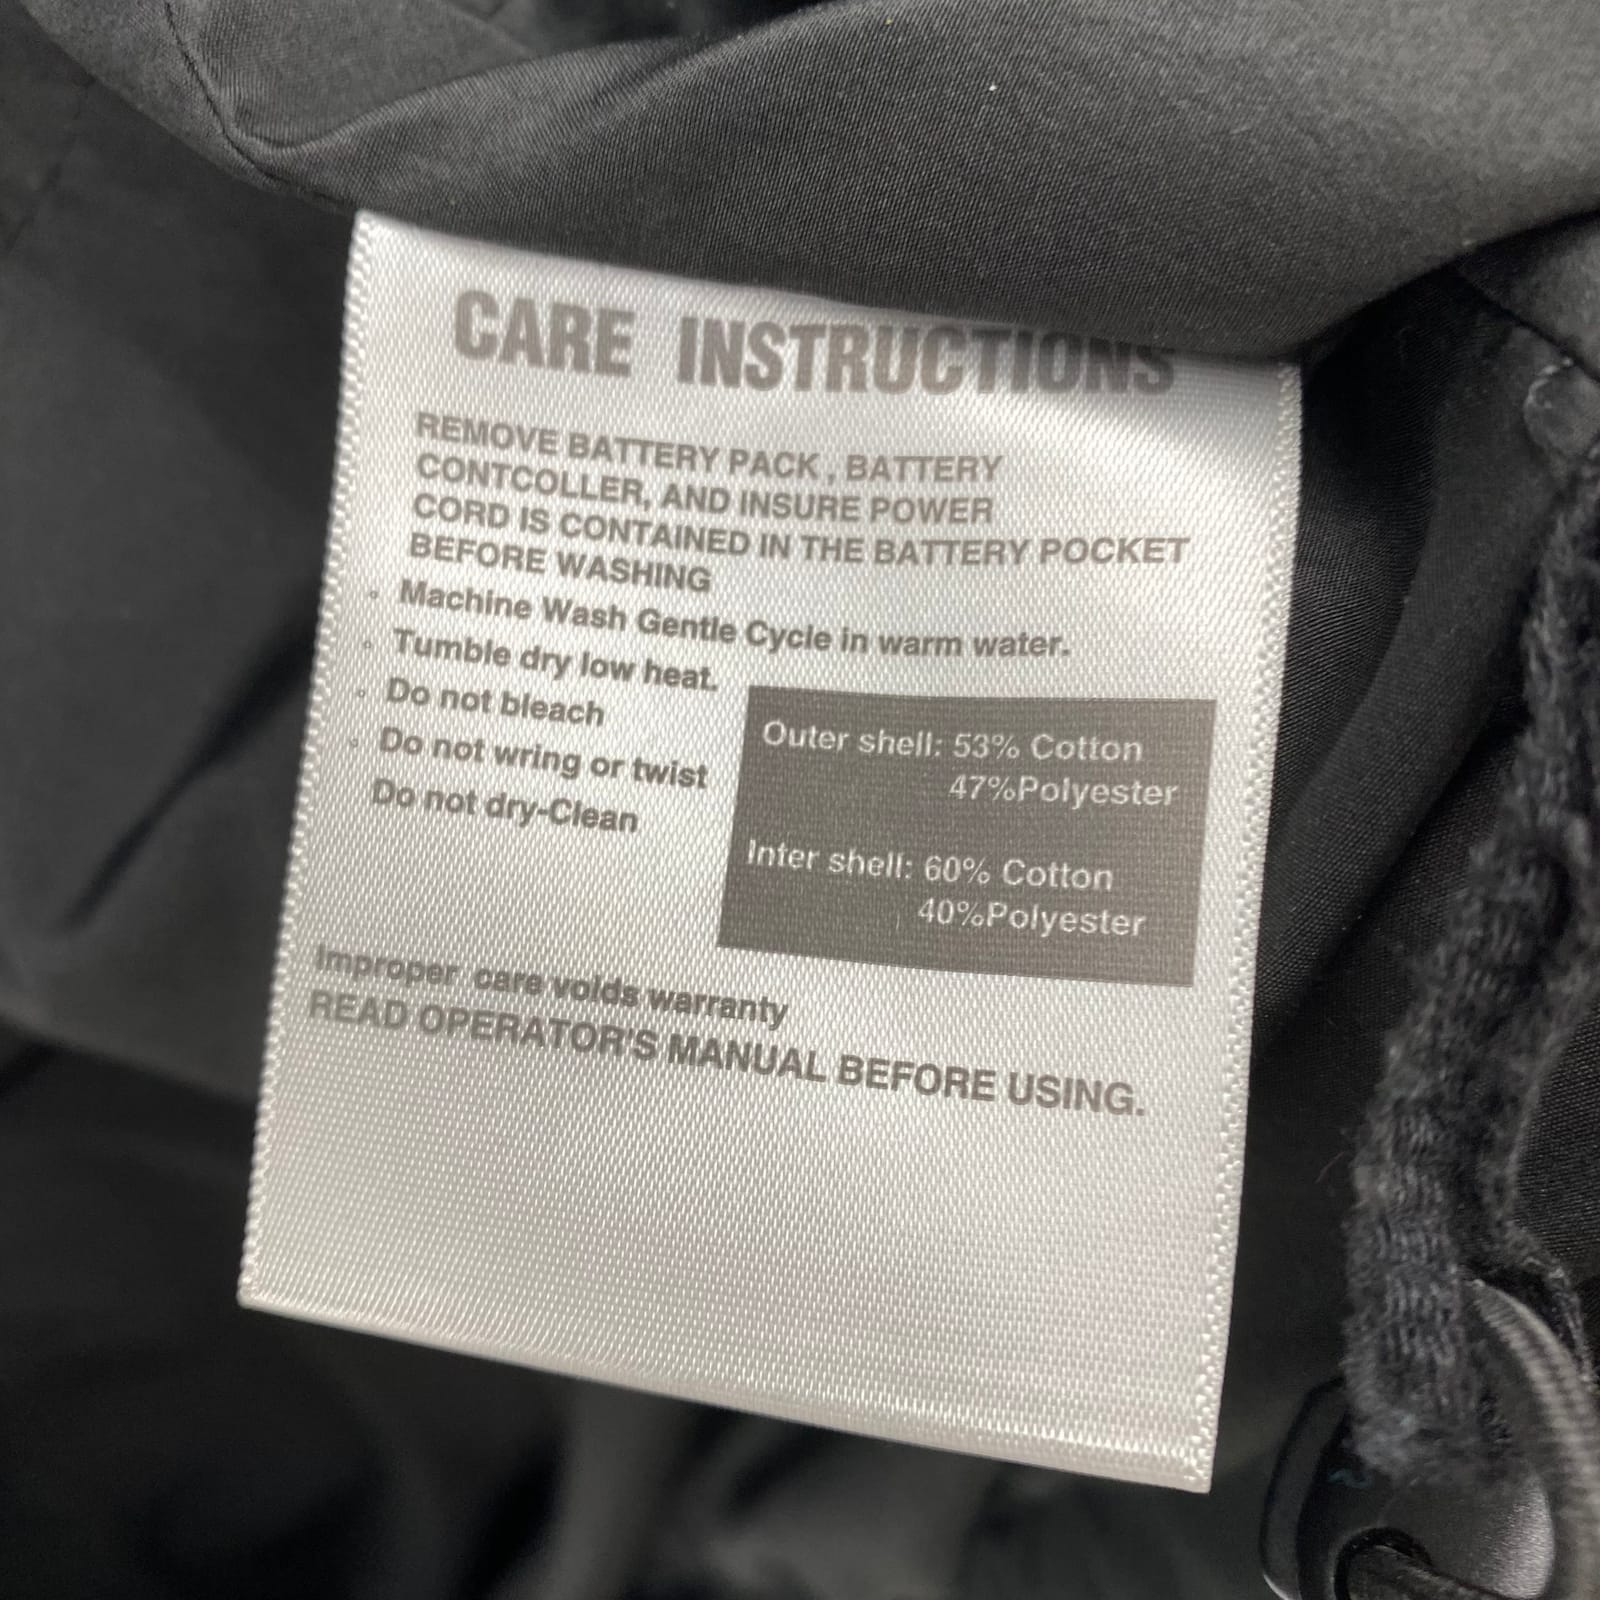 CARE INSTRUCTIONS
REMOVE BATTERY PACK , BATTERY
CONTCOLLER, AND INSURE POWER
CORD IS CONTAINED IN THE BATTERY POCKET
BEFORE WASHING
◦ Machine Wash Gentle Cycle in warm water.
◦ Tumble dry low heat.
◦ Do not bleach
◦ Do not wring or twist
Do not dry-Clean
Outer shell: 53% Cotton
47%Polyester
Inter shell: 60% Cotton
40%Polyester
Improper care voids warranty
READ OPERATOR'S MANUAL BEFORE USING.